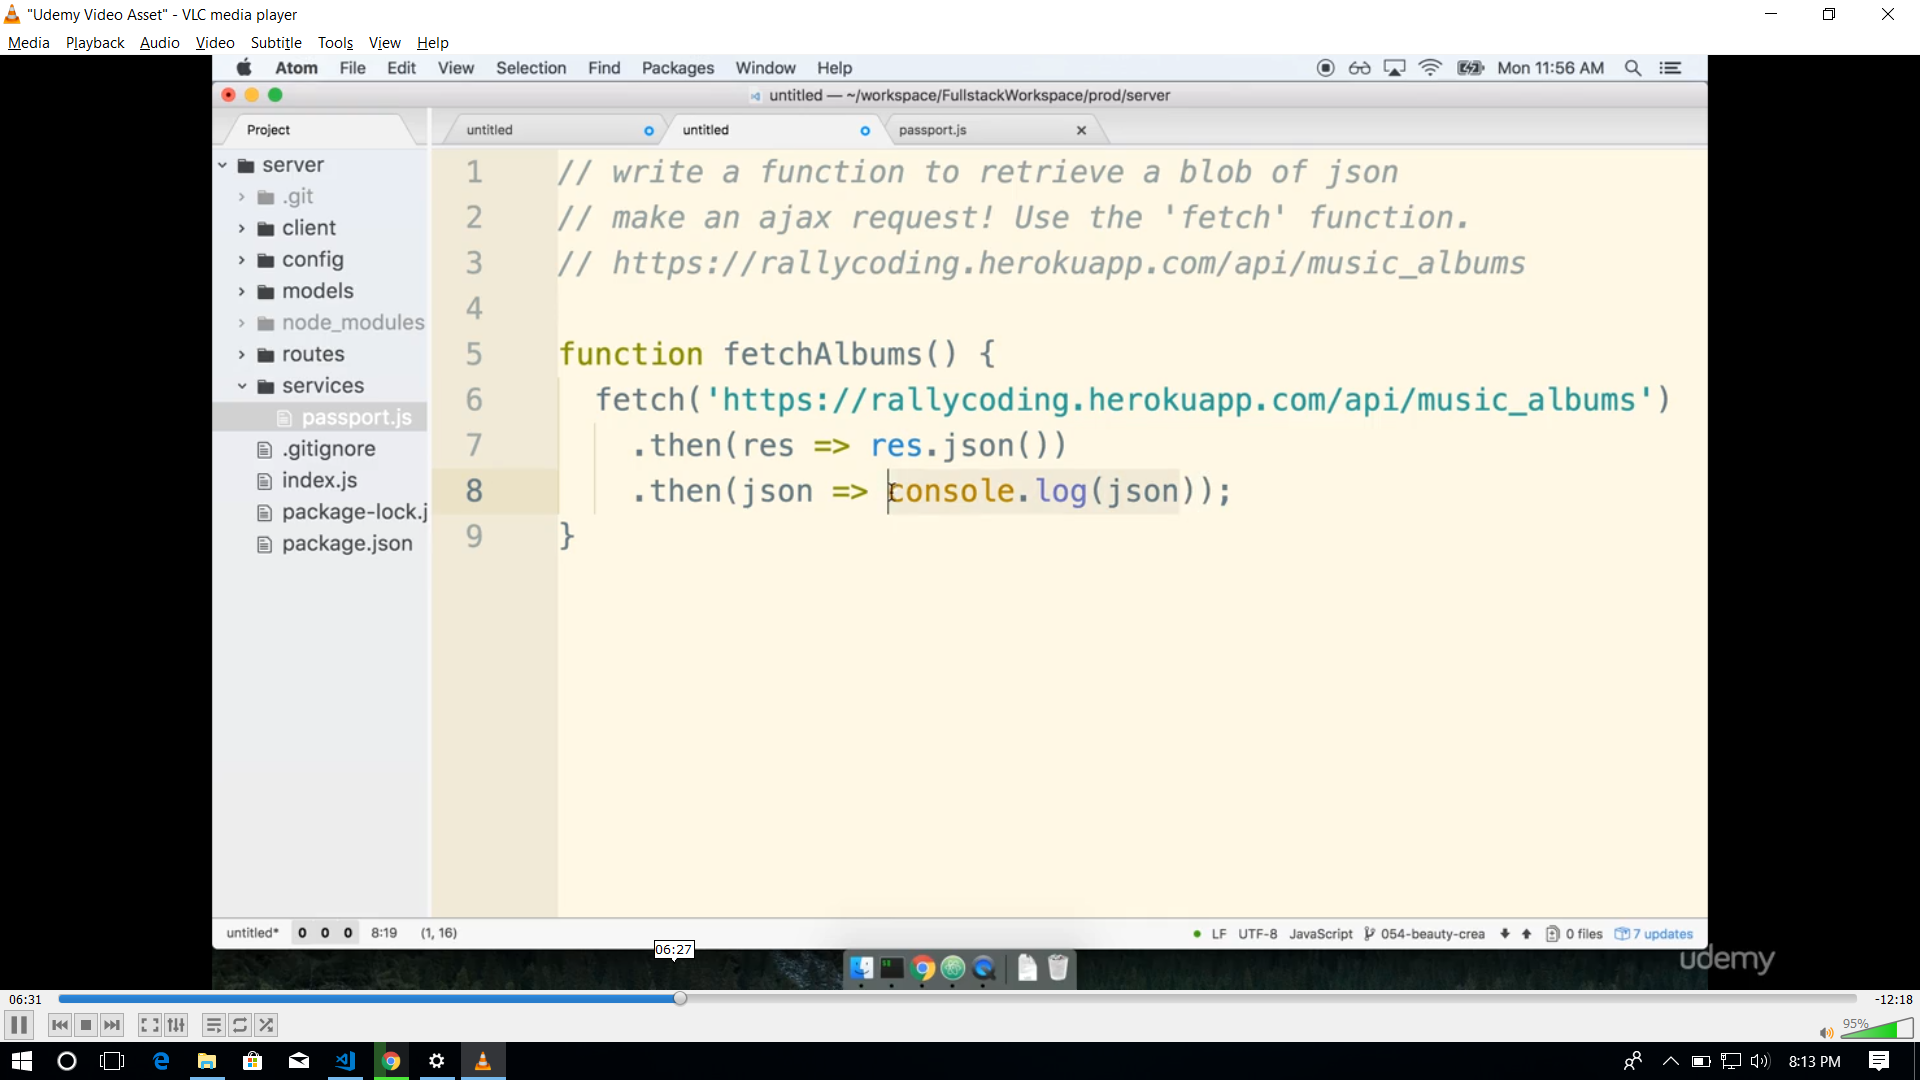 "Udemy Video Asset" - VLC media player
Media Playback Audio Video Subtitle Tools View Help
Atom File Edit View Selection Find Packages Window Help Mon 11:56 AM
untitled — ~/workspace/FullstackWorkspace/prod/server
Project untitled untitled passport.js
server
.git
client
config
models
node_modules
routes
services
passport.js
.gitignore
index.js
package-lock.j
package.json
1 // write a function to retrieve a blob of json
2 // make an ajax request! Use the 'fetch' function.
3 // https://rallycoding.herokuapp.com/api/music_albums
4
5 function fetchAlbums() {
6 fetch('https://rallycoding.herokuapp.com/api/music_albums')
7 .then(res => res.json())
8 .then(json => console.log(json));
9 }
untitled* 0 0 0 8:19 (1, 16) LF UTF-8 JavaScript 054-beauty-crea 0 files 7 updates
06:27
udemy
06:31 -12:18
95%
8:13 PM